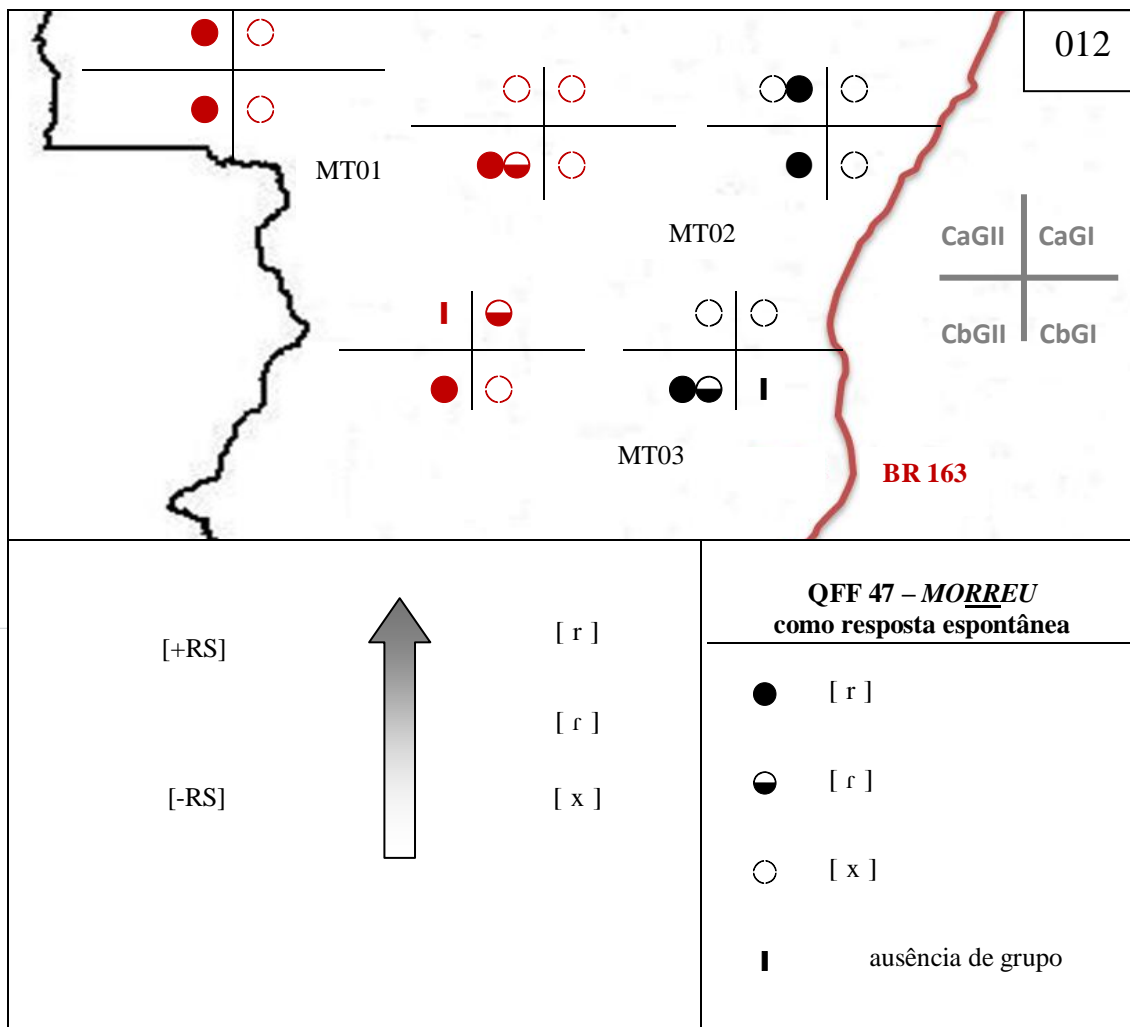 012
MT01
MT02
CaGII CaGI
CbGII CbGI
MT03
BR 163
[+RS]
[-RS]
[ r ]
[ ɾ ]
[ x ]
QFF 47 – MORREU
como resposta espontânea
[ r ]
[ ɾ ]
[ x ]
ausência de grupo